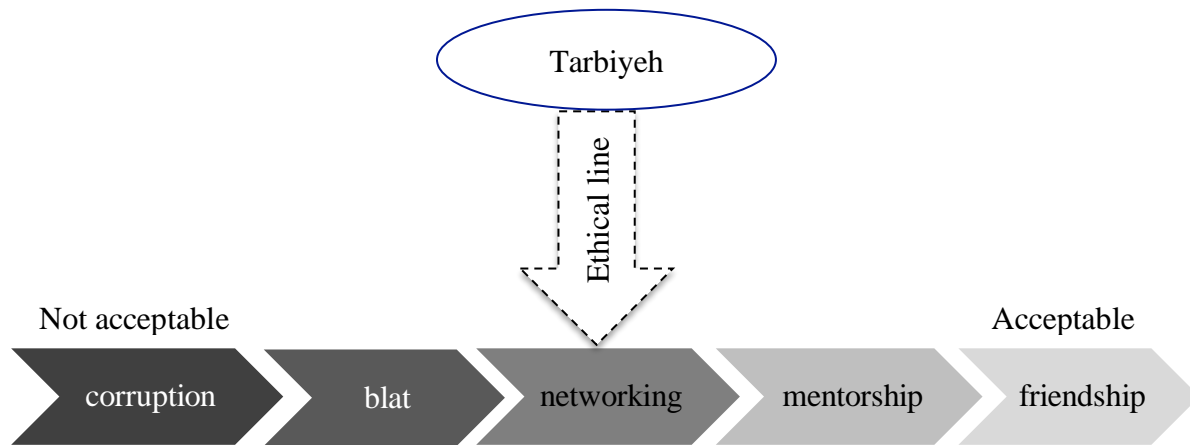 Tarbiyeh
Ethical line
Not acceptable
Acceptable
corruption
blat
networking
mentorship
friendship